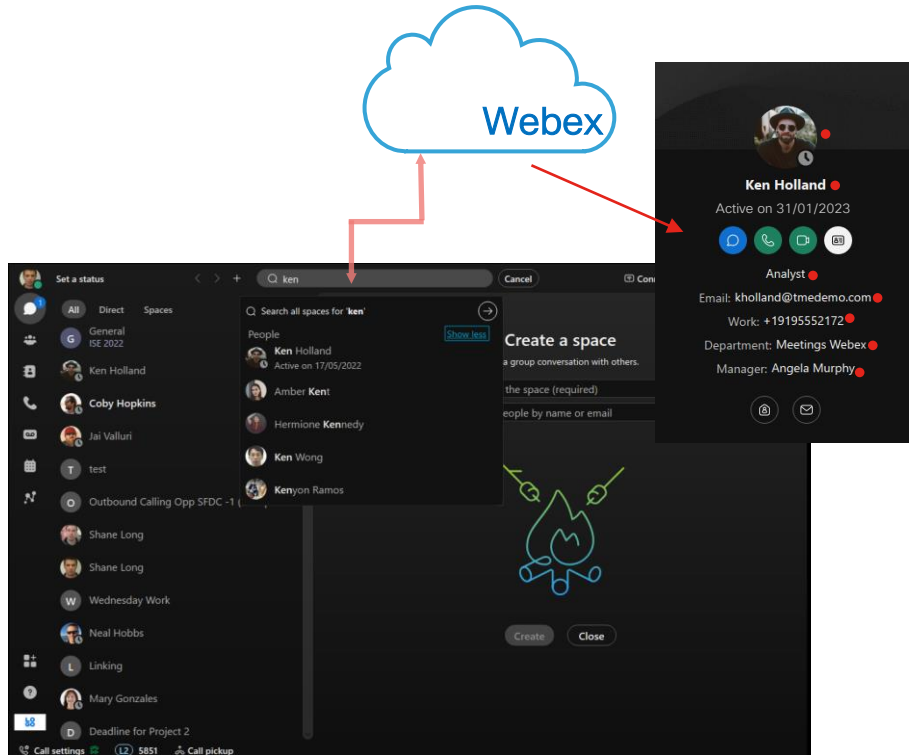 Webex
Ken Holland
Active on 31/01/2023
Analyst
Email: kholland@tmedemo.com
Work: +19195552172
Department: Meetings Webex
Manager: Angela Murphy
Set a status
ken
Cancel
All
Direct
Spaces
General
ISE 2022
Ken Holland
Coby Hopkins
Jai Valluri
T
test
Outbound Calling Opp SFDC -1
Shane Long
Shane Long
W
Wednesday Work
Neal Hobbs
L
Linking
Mary Gonzales
D
Deadline for Project 2
G
O
1
Search all spaces for 'ken'
People
Show less
Ken Holland
Active on 17/05/2022
Amber Kent
Hermione Kennedy
Ken Wong
Kenyon Ramos
Create a space
a group conversation with others.
the space (required)
eople by name or email
Create
Close
Call settings
L2
5851
Call pickup